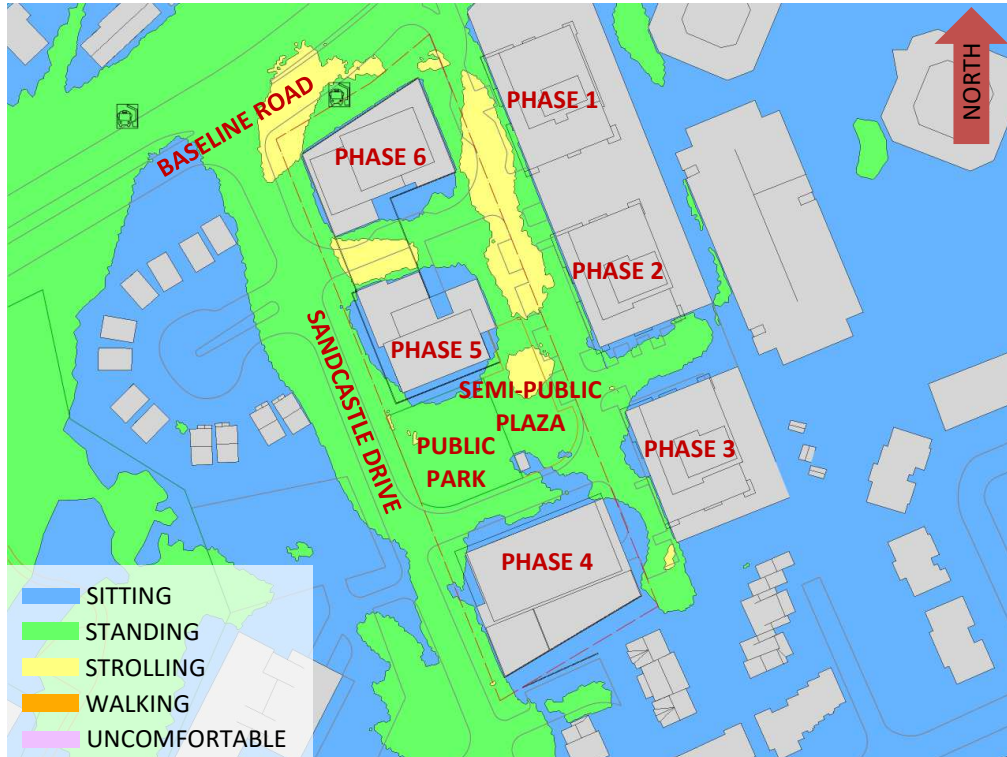 NORTH
PHASE 1
BASELINE ROAD
PHASE 6
PHASE 2
SANDCASTLE DRIVE
PHASE 5
SEMI-PUBLIC
PLAZA
PUBLIC
PARK
PHASE 3
PHASE 4
SITTING
STANDING
STROLLING
WALKING
UNCOMFORTABLE